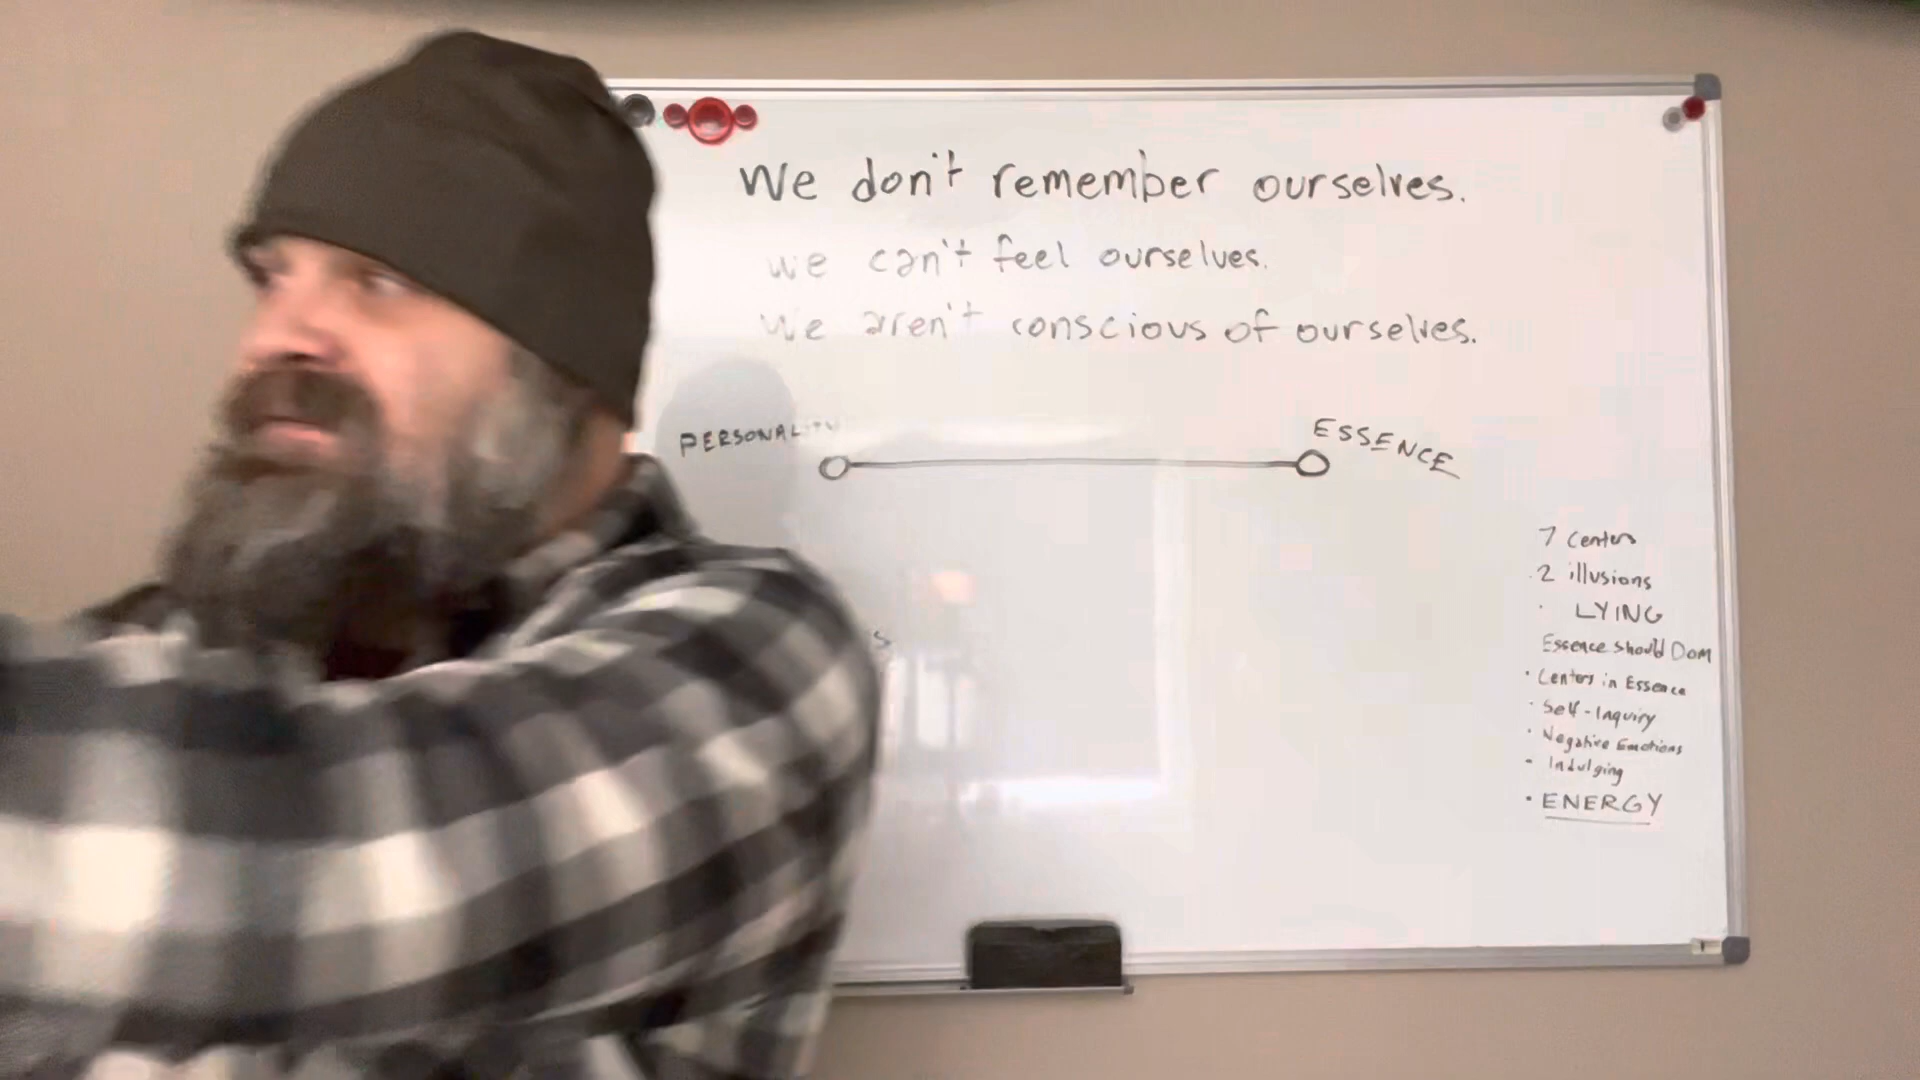 We don't remember ourselves.
we can't feel ourselves.
We aren't conscious of ourselves.
PERSONALITY
ESSENCE
7 Centers
2 illusions
· LYING
Essence should Dom
· Centers in Essence
· Self-Inquiry
· Negative Emotions
- Indulging
· ENERGY
s